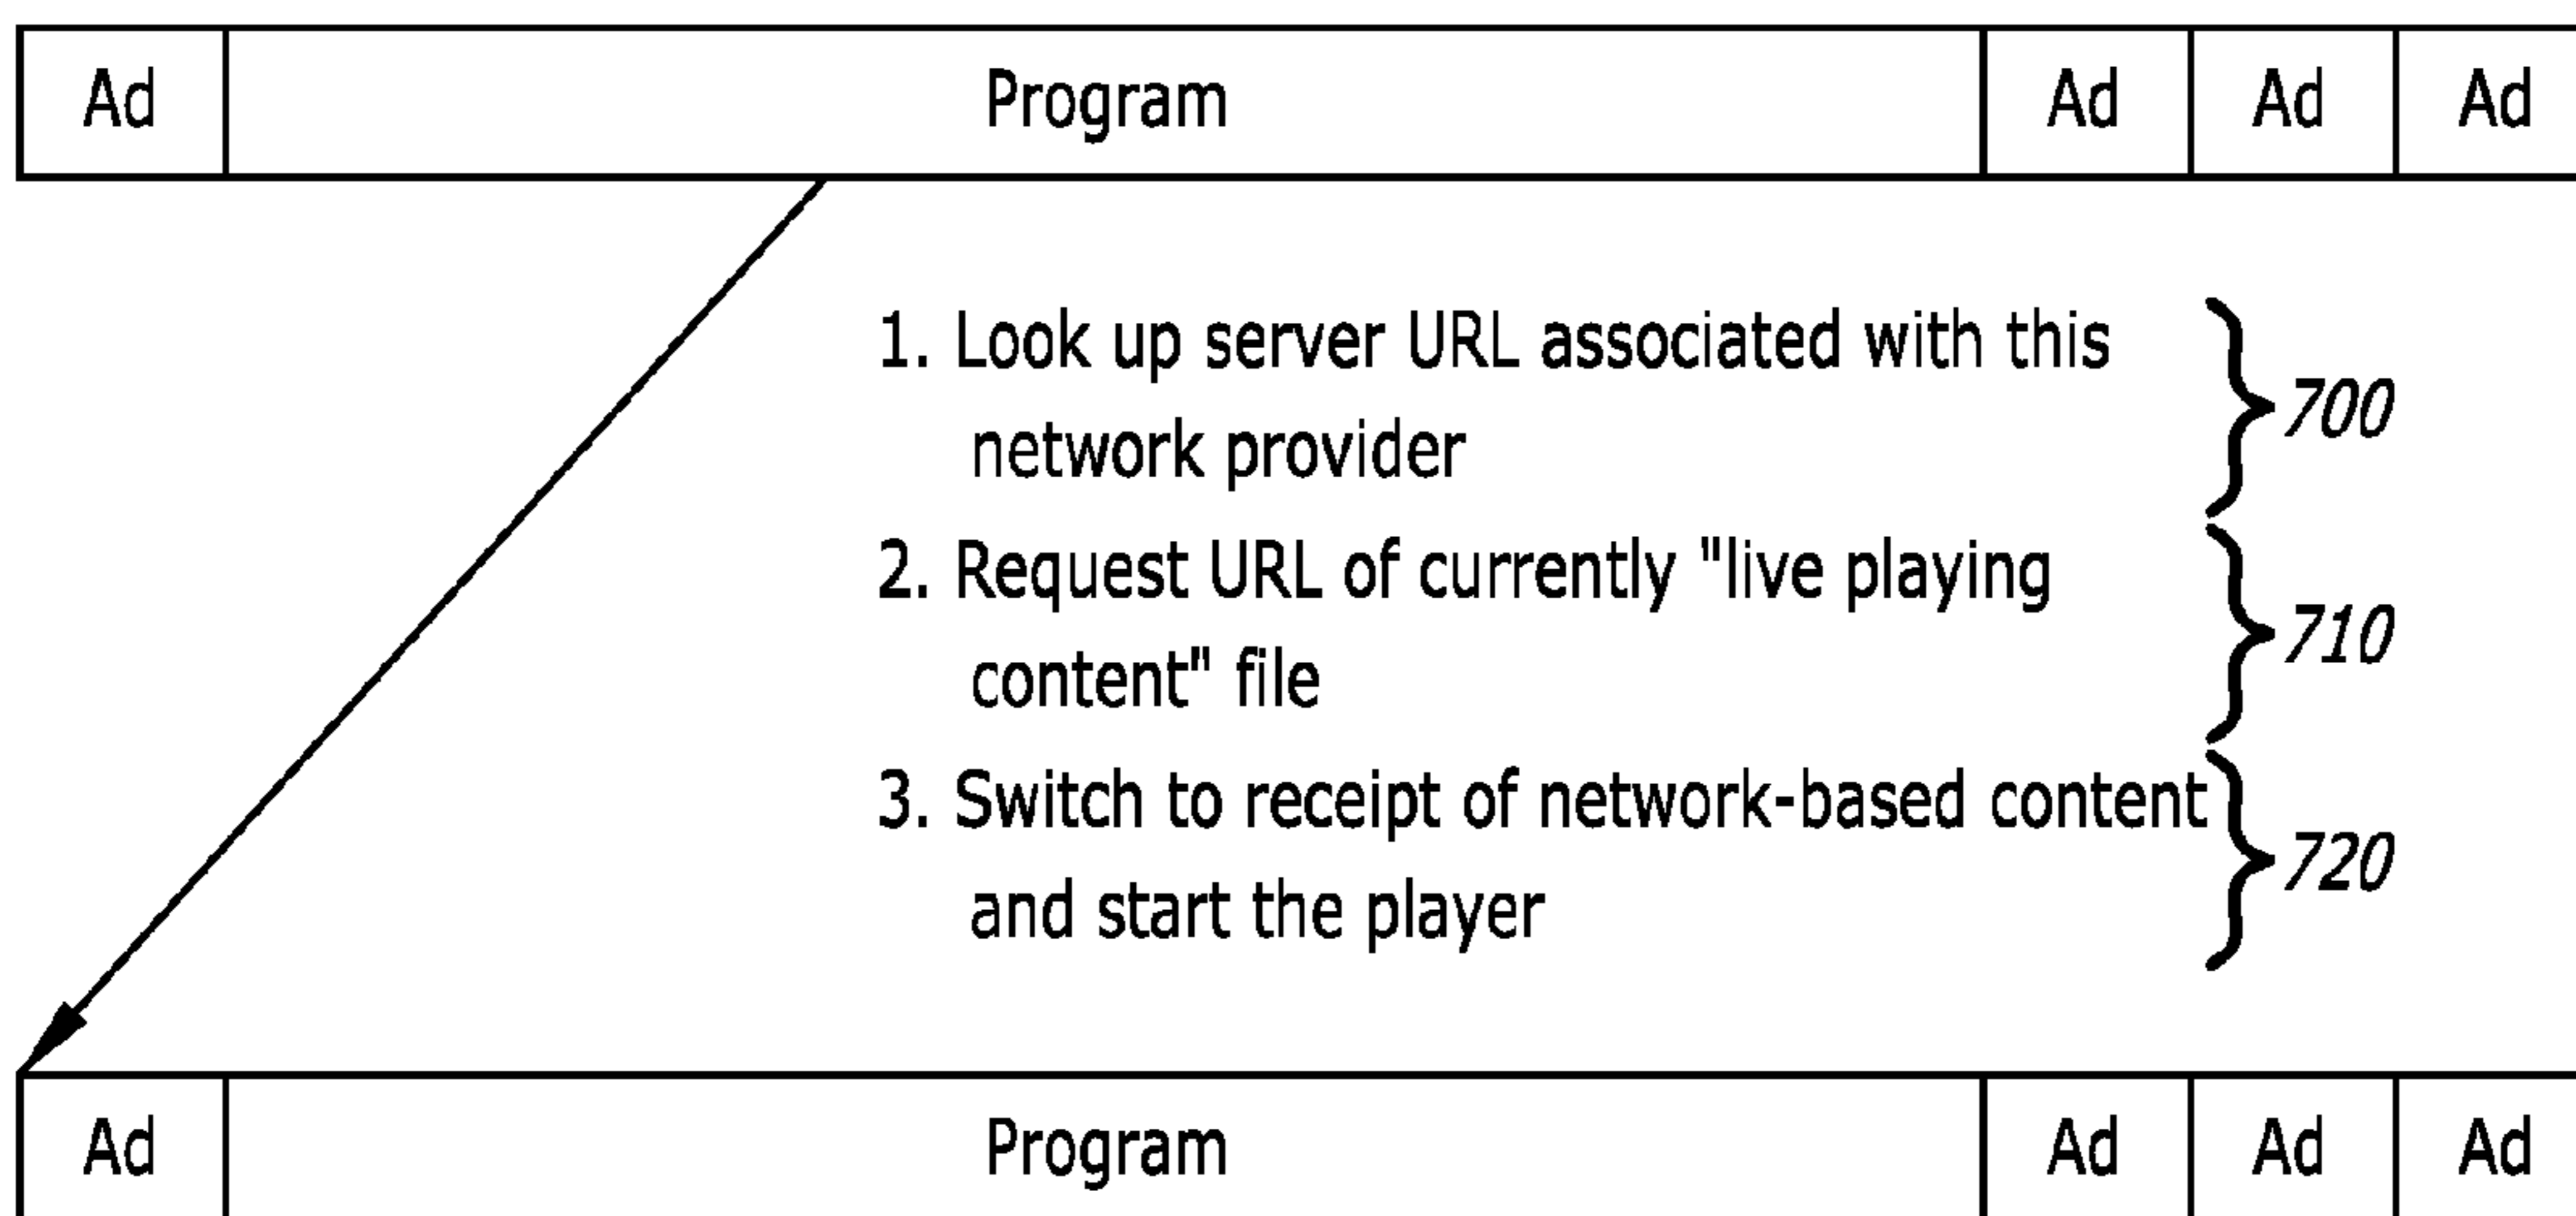 Ad Program Ad Ad Ad
1. Look up server URL associated with this
network provider
700
2. Request URL of currently "live playing
content" file
710
3. Switch to receipt of network-based content
and start the player
720
Ad Program Ad Ad Ad